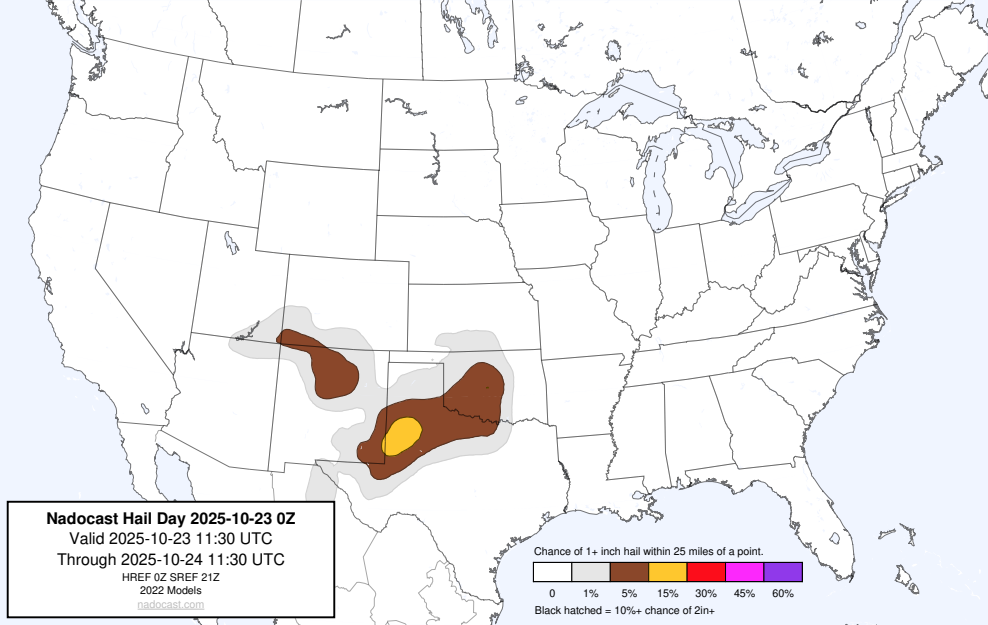 Nadocast Hail Day 2025-10-23 0Z
Valid 2025-10-23 11:30 UTC
Through 2025-10-24 11:30 UTC
HREF 0Z SREF 21Z
2022 Models
nadocast.com
Chance of 1+ inch hail within 25 miles of a point.
0 1% 5% 15% 30% 45% 60%
Black hatched = 10%+ chance of 2in+